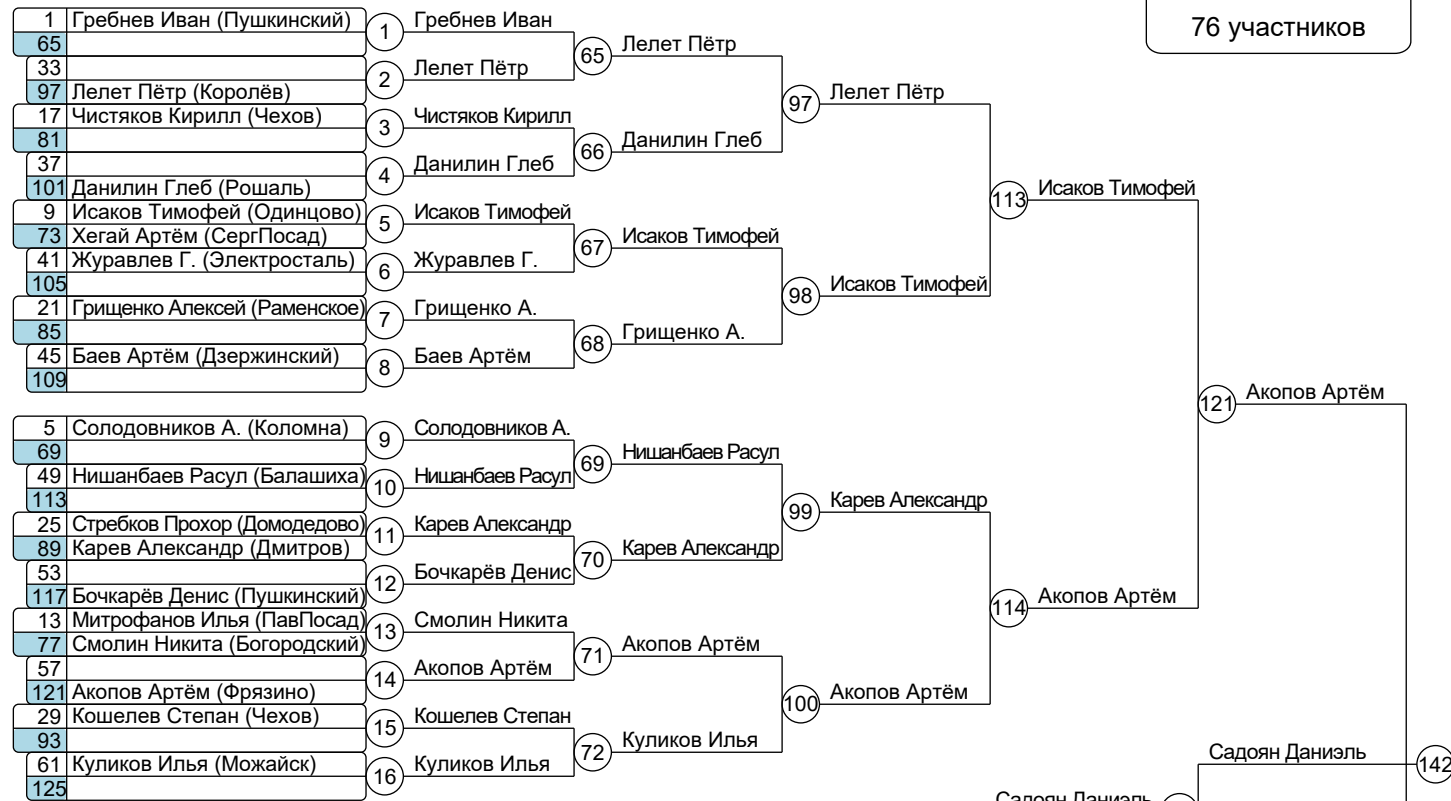 76 участников
1 Гребнев Иван (Пушкинский)
65
33
97 Лелет Пётр (Королёв)
17 Чистяков Кирилл (Чехов)
81
37
101 Данилин Глеб (Рошаль)
9 Исаков Тимофей (Одинцово)
73 Хегай Артём (СергПосад)
41 Журавлев Г. (Электросталь)
105
21 Грищенко Алексей (Раменское)
85
45 Баев Артём (Дзержинский)
109
5 Солодовников А. (Коломна)
69
49 Нишанбаев Расул (Балашиха)
113
25 Стребков Прохор (Домодедово)
89 Карев Александр (Дмитров)
53
117 Бочкарёв Денис (Пушкинский)
13 Митрофанов Илья (ПавПосад)
77 Смолин Никита (Богородский)
57
121 Акопов Артём (Фрязино)
29 Кошелев Степан (Чехов)
93
61 Куликов Илья (Можайск)
125
1 Гребнев Иван
2 Лелет Пётр
3 Чистяков Кирилл
4 Данилин Глеб
5 Исаков Тимофей
6 Журавлев Г.
7 Грищенко А.
8 Баев Артём
9 Солодовников А.
10 Нишанбаев Расул
11 Карев Александр
12 Бочкарёв Денис
13 Смолин Никита
14 Акопов Артём
15 Кошелев Степан
16 Куликов Илья
65 Лелет Пётр
66 Данилин Глеб
67 Исаков Тимофей
68 Грищенко А.
69 Нишанбаев Расул
70 Карев Александр
71 Акопов Артём
72 Куликов Илья
97 Лелет Пётр
98 Исаков Тимофей
99 Карев Александр
100 Акопов Артём
113 Исаков Тимофей
114 Акопов Артём
121 Акопов Артём
Садоян Даниэль
142
Садоян Даниэль